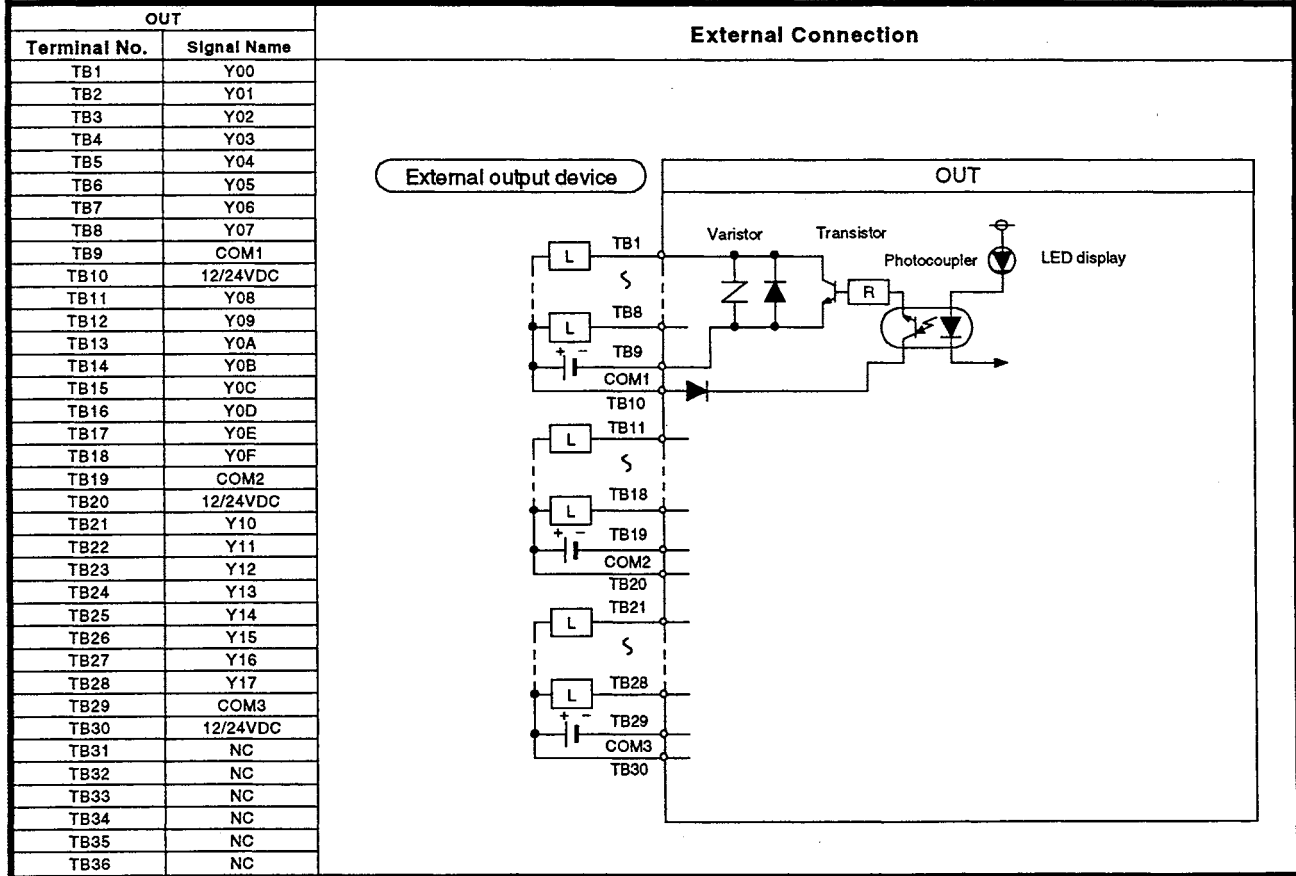 OUT
External Connection
Terminal No. Signal Name
TB1 Y00
TB2 Y01
TB3 Y02
TB4 Y03
TB5 Y04
TB6 Y05
TB7 Y06
TB8 Y07
TB9 COM1
TB10 12/24VDC
TB11 Y08
TB12 Y09
TB13 Y0A
TB14 Y0B
TB15 Y0C
TB16 Y0D
TB17 Y0E
TB18 Y0F
TB19 COM2
TB20 12/24VDC
TB21 Y10
TB22 Y11
TB23 Y12
TB24 Y13
TB25 Y14
TB26 Y15
TB27 Y16
TB28 Y17
TB29 COM3
TB30 12/24VDC
TB31 NC
TB32 NC
TB33 NC
TB34 NC
TB35 NC
TB36 NC
External output device
OUT
Varistor Transistor
Photocoupler LED display
R
L TB1
L TB8
+ − TB9
COM1
TB10
L TB11
L TB18
+ − TB19
COM2
TB20
L TB21
L TB28
+ − TB29
COM3
TB30